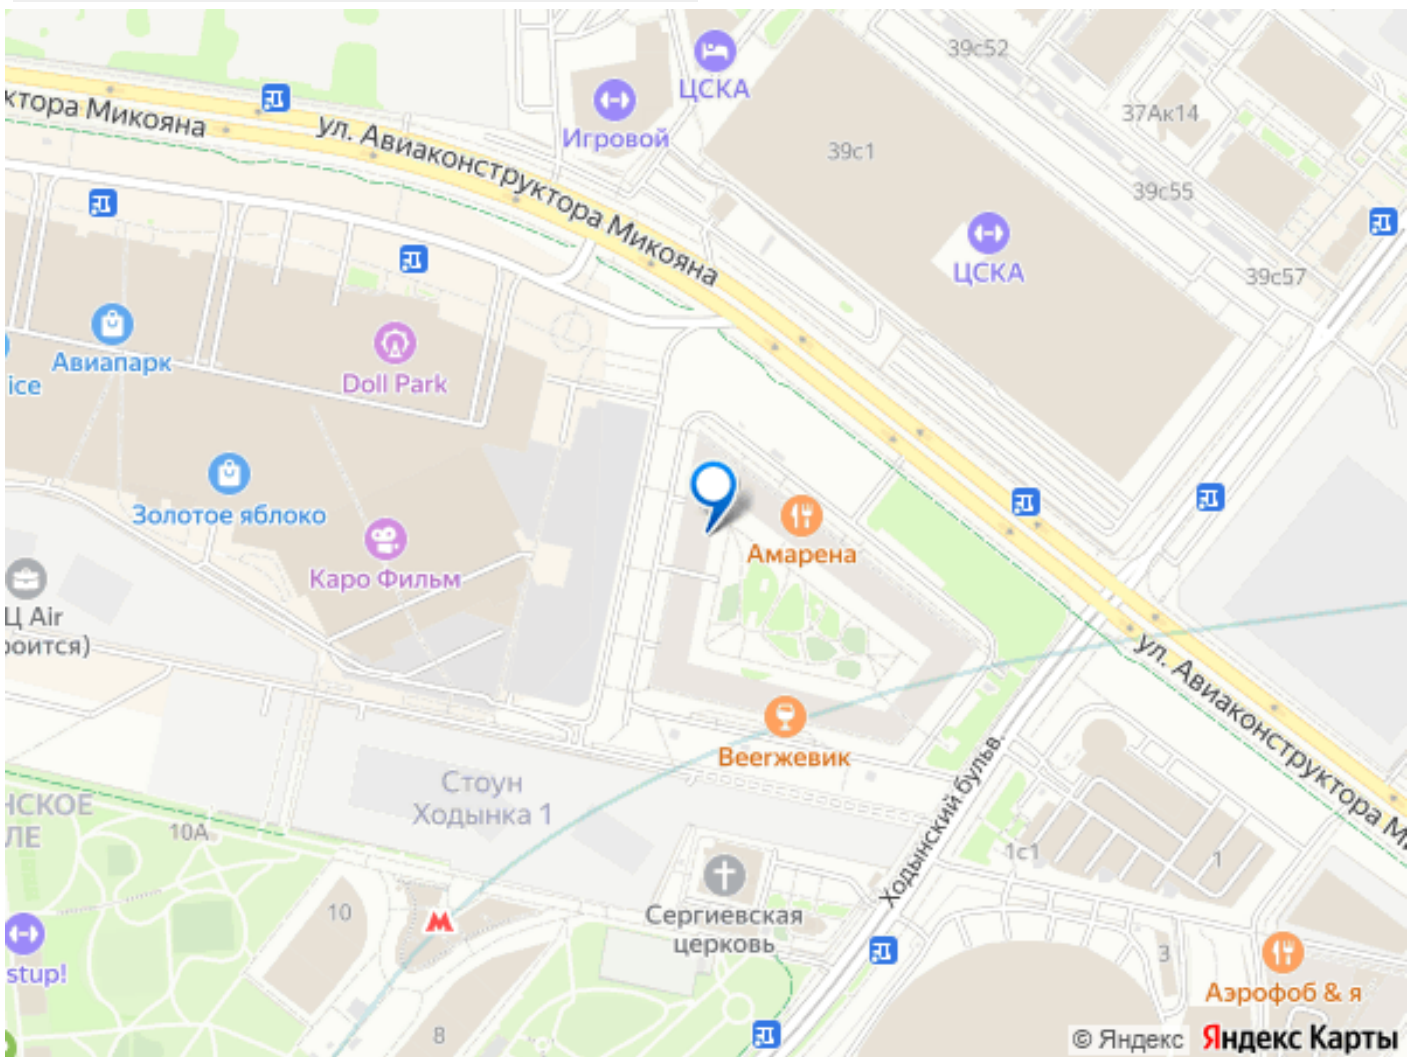 39с52
ЦСКА
ктора Микояна
ул. Авиаконструктора Микояна
Игровой
37Ак14
39с1
39с55
ЦСКА
39с57
Авиапарк
ice
Doll Park
Золотое яблоко
Амарена
Каро Фильм
Ц Air
роится)
ул. Авиаконструктора Ми
Веегжевик
Стоун
Ходынка 1
НСКОЕ
ЛЕ
10А
Ходынский бульв.
1с1
1
10
Сергиевская
церковь
3
stup!
Аэрофоб & я
8
© Яндекс
Яндекс Карты